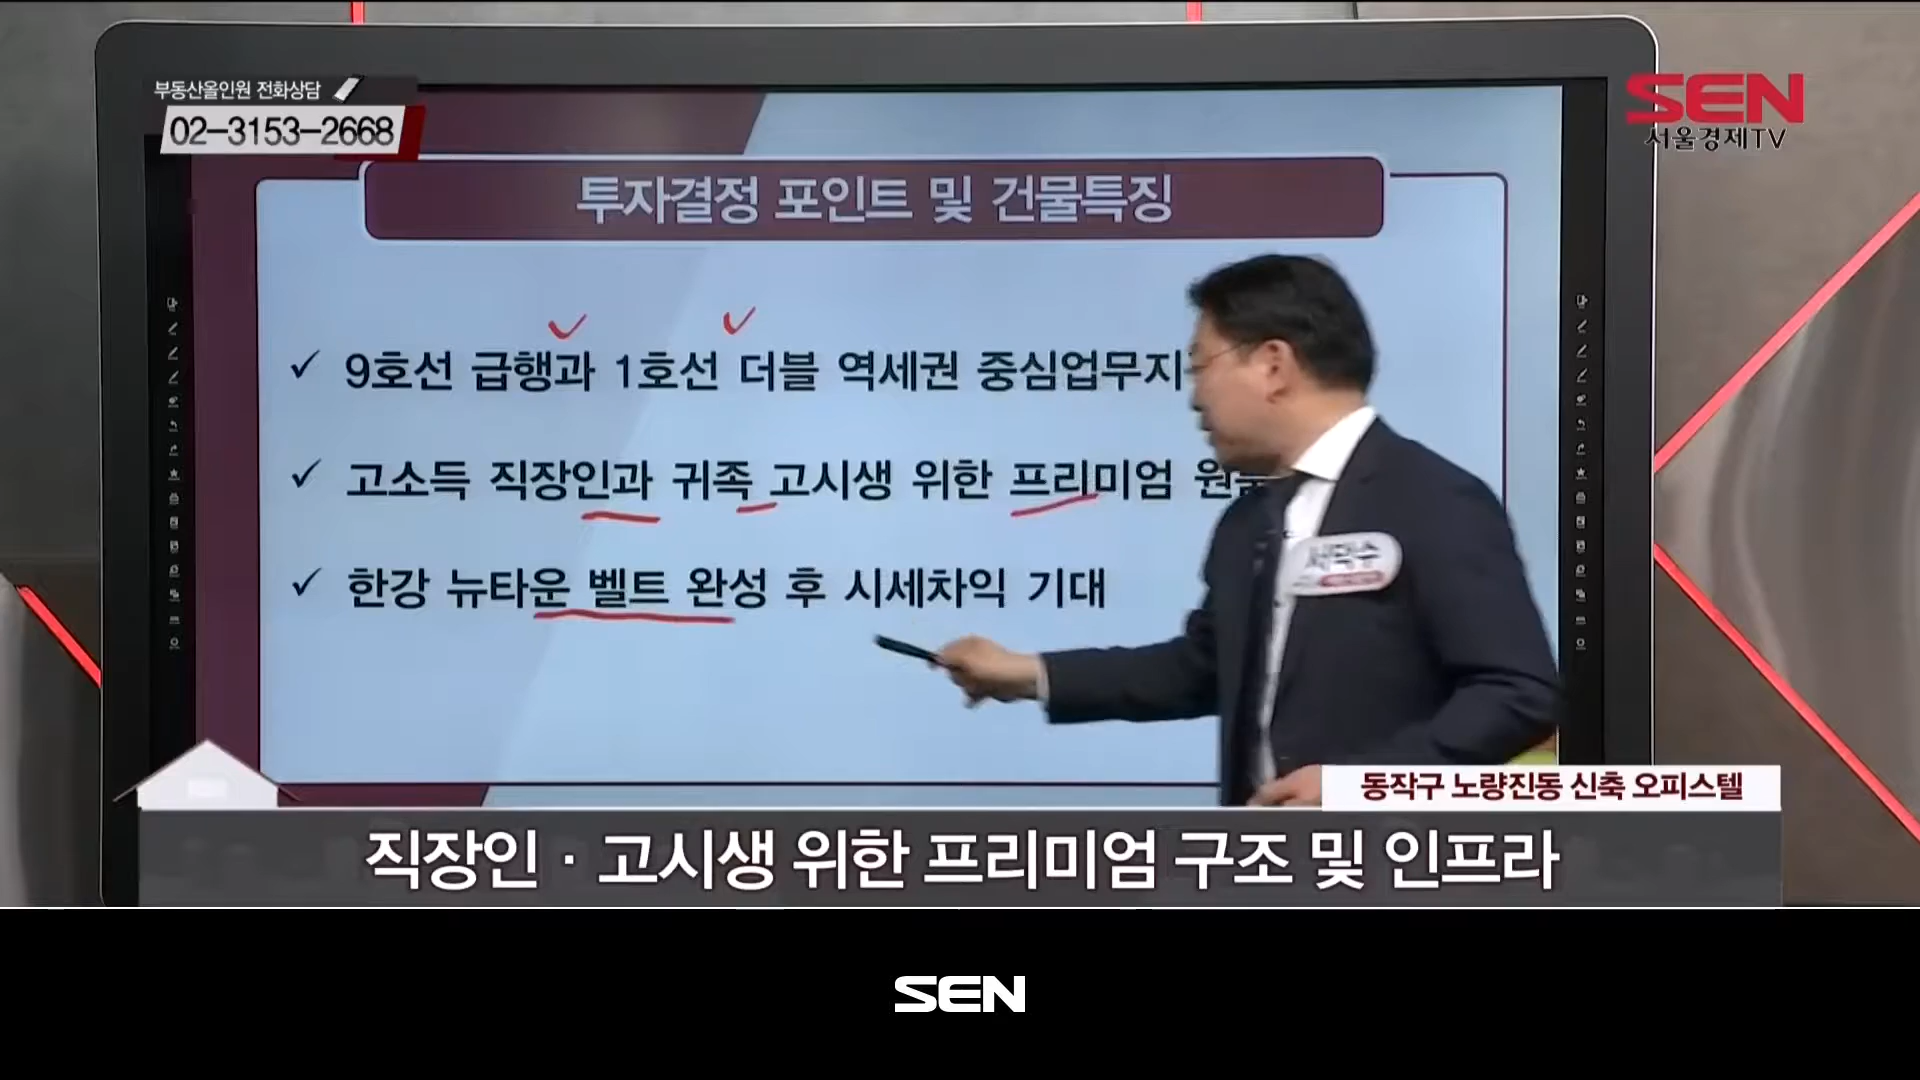 부동산올인원 전화상담
02-3153-2668
SEN
서울경제TV
투자결정 포인트 및 건물특징
✓ 9호선 급행과 1호선 더블 역세권 중심업무지
✓ 고소득 직장인과 귀족 고시생 위한 프리미엄
✓ 한강 뉴타운 벨트 완성 후 시세차익 기대
동작구 노량진동 신축 오피스텔
직장인 · 고시생 위한 프리미엄 구조 및 인프라
SEN